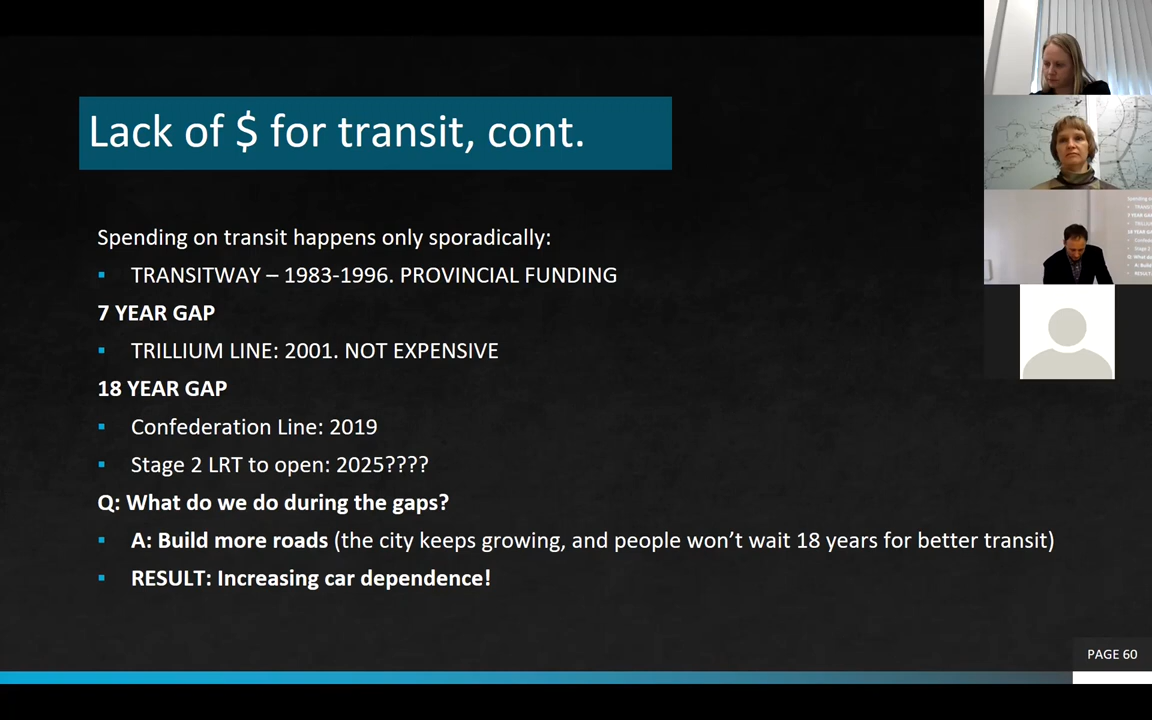 Lack of $ for transit, cont.
Spending on transit happens only sporadically:
▪ TRANSITWAY – 1983-1996. PROVINCIAL FUNDING
7 YEAR GAP
▪ TRILLIUM LINE: 2001. NOT EXPENSIVE
18 YEAR GAP
▪ Confederation Line: 2019
▪ Stage 2 LRT to open: 2025????
Q: What do we do during the gaps?
▪ A: Build more roads (the city keeps growing, and people won’t wait 18 years for better transit)
▪ RESULT: Increasing car dependence!
PAGE 60